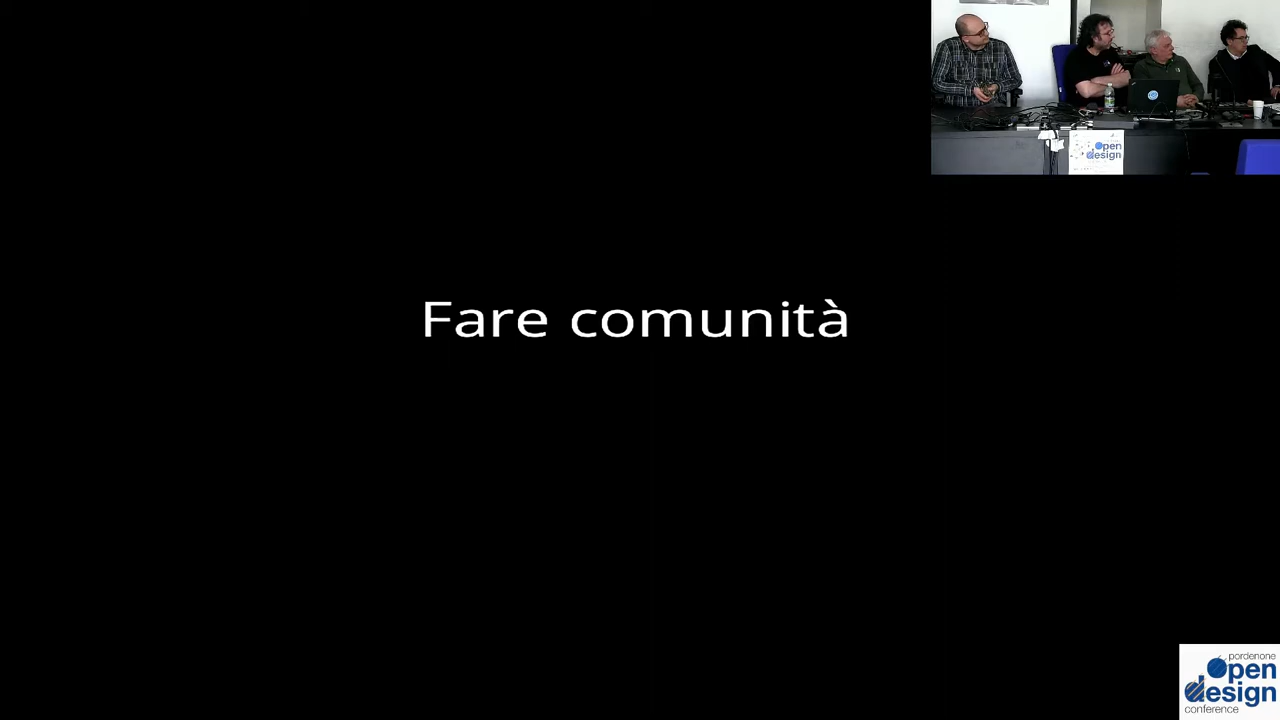 open
design
Fare comunità
pordenone
open
design
conference